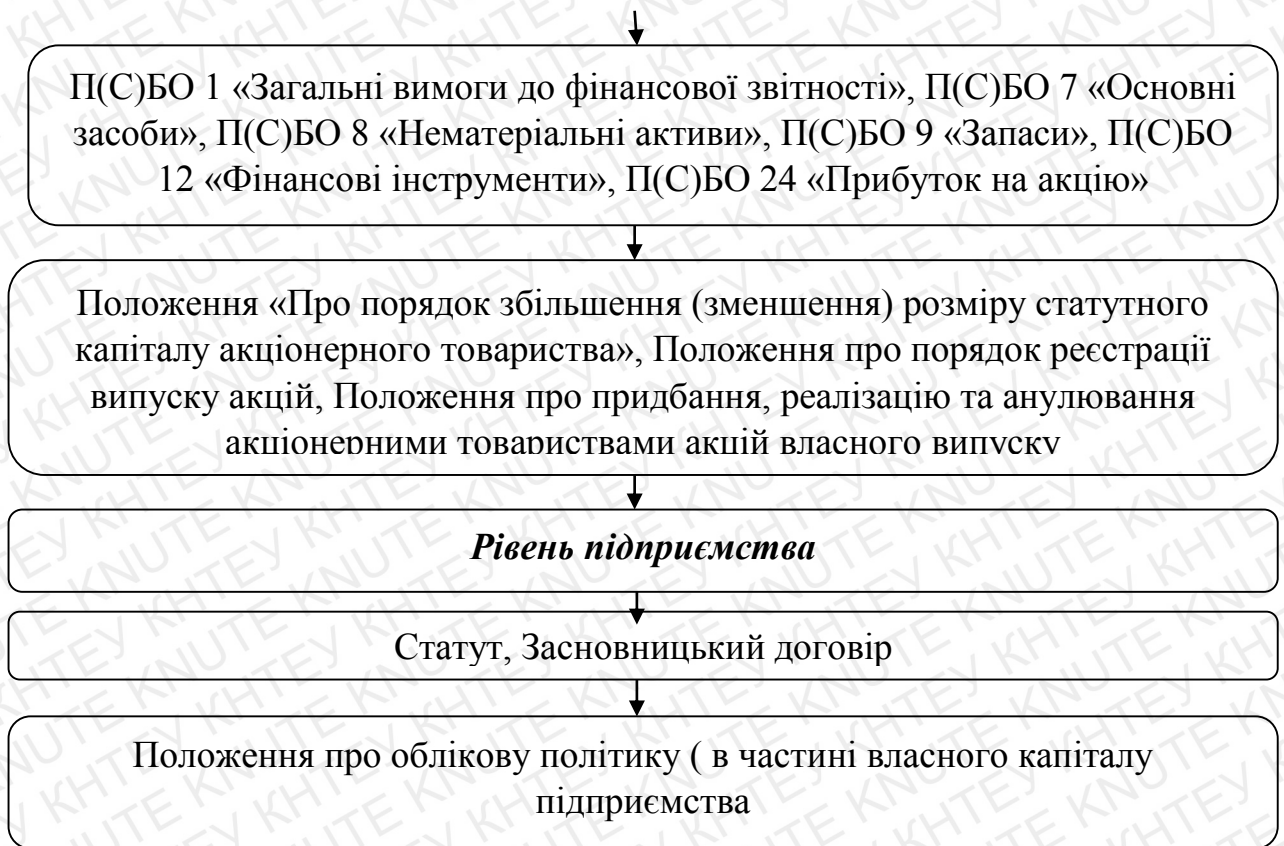 П(С)БО 1 «Загальні вимоги до фінансової звітності», П(С)БО 7 «Основні
засоби», П(С)БО 8 «Нематеріальні активи», П(С)БО 9 «Запаси», П(С)БО
12 «Фінансові інструменти», П(С)БО 24 «Прибуток на акцію»
Положення «Про порядок збільшення (зменшення) розміру статутного
капіталу акціонерного товариства», Положення про порядок реєстрації
випуску акцій, Положення про придбання, реалізацію та анулювання
акціонерними товариствами акцій власного випуску
Рівень підприємства
Статут, Засновницький договір
Положення про облікову політику ( в частині власного капіталу
підприємства